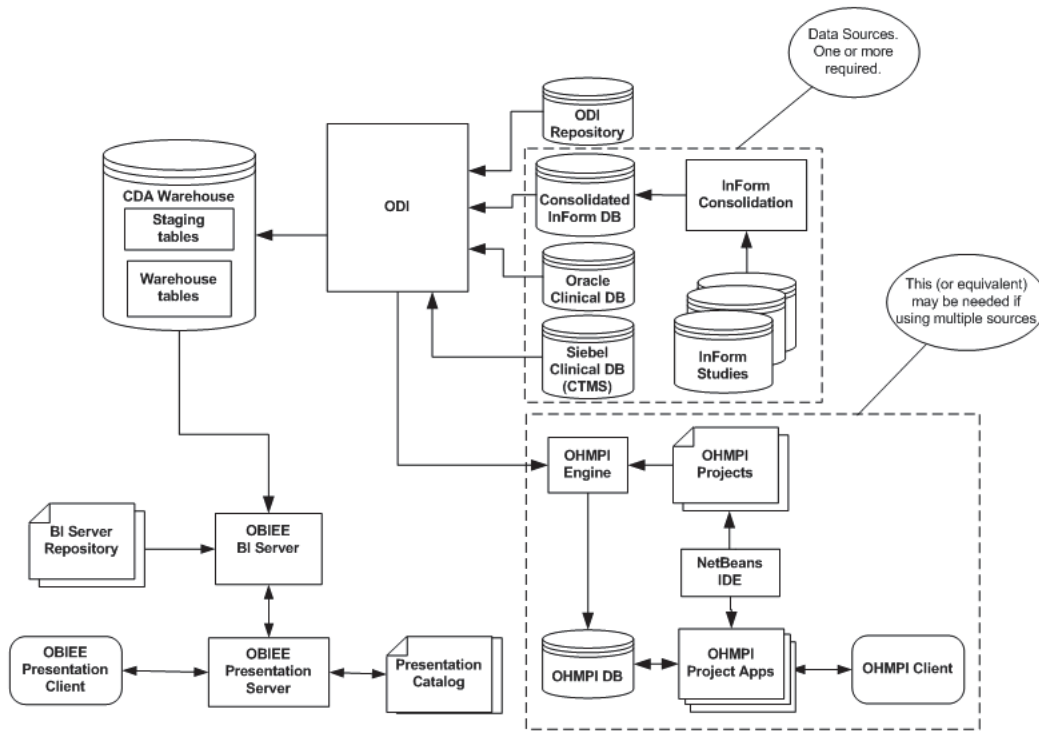 Data Sources.
One or more
required.
ODI
Repository
CDA Warehouse
Staging
tables
Warehouse
tables
ODI
Consolidated
InForm DB
InForm
Consolidation
Oracle
Clinical DB
Siebel
Clinical DB
(CTMS)
InForm
Studies
This (or equivalent)
may be needed if
using multiple sources
OHMPI
Engine
OHMPI
Projects
BI Server
Repository
OBIEE
BI Server
NetBeans
IDE
OBIEE
Presentation
Client
OBIEE
Presentation
Server
Presentation
Catalog
OHMPI DB
OHMPI
Project Apps
OHMPI Client